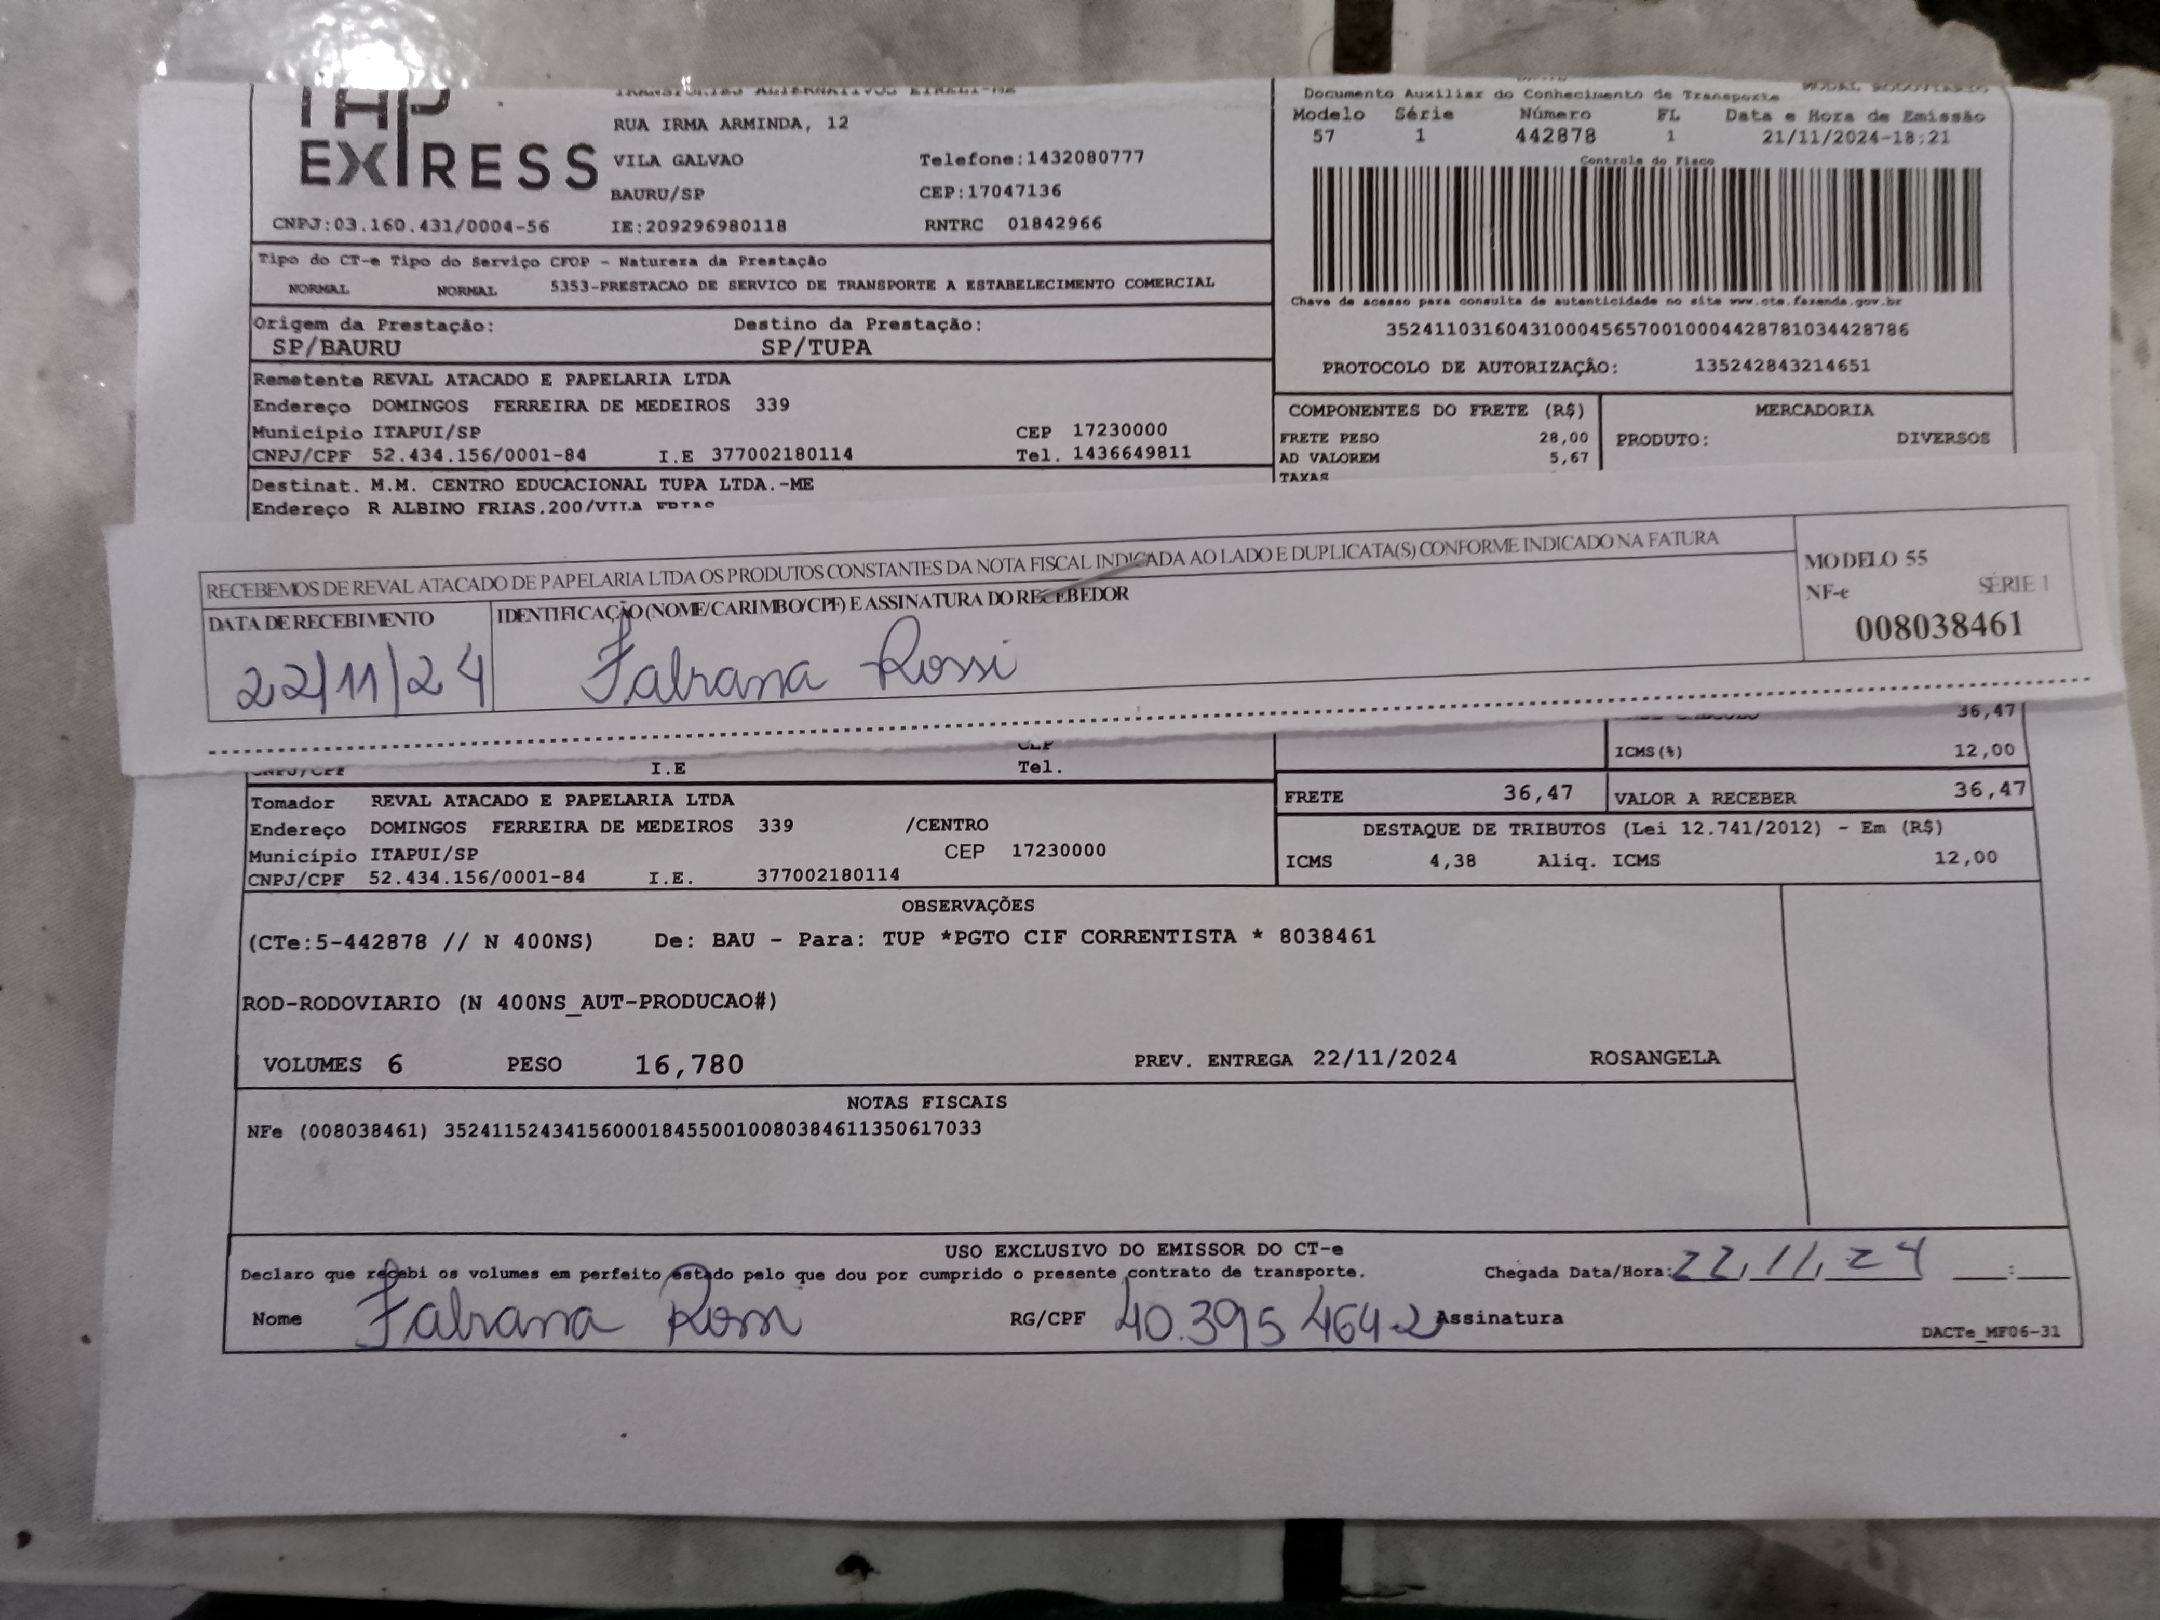 TAP
EXPRESS
RUA IRMA ARMINDA, 12
VILA GALVAO Telefone:1432080777
BAURU/SP CEP:17047136
CNPJ:03.160.431/0004-56 IE:209296980118 RNTRC 01842966
Documento Auxiliar do Conhecimento de Transporte MODAL RODOVIARIO
Modelo Série Número FL Data e Hora de Emissão
57 1 442878 1 21/11/2024-18:21
Controle do Fisco
Chave de acesso para consulta de autenticidade no site www.cte.fazenda.gov.br
35241103160431000456570010004428781034428786
PROTOCOLO DE AUTORIZAÇÃO: 135242843214651
Tipo do CT-e Tipo do Serviço CFOP - Natureza da Prestação
NORMAL NORMAL 5353-PRESTACAO DE SERVICO DE TRANSPORTE A ESTABELECIMENTO COMERCIAL
Origem da Prestação: Destino da Prestação:
SP/BAURU SP/TUPA
Remetente REVAL ATACADO E PAPELARIA LTDA
Endereço DOMINGOS FERREIRA DE MEDEIROS 339
Município ITAPUI/SP CEP 17230000
CNPJ/CPF 52.434.156/0001-84 I.E 377002180114 Tel. 1436649811
Destinat. M.M. CENTRO EDUCACIONAL TUPA LTDA.-ME
Endereço R ALBINO FRIAS,200/VILA FRIAS
COMPONENTES DO FRETE (R$) MERCADORIA
FRETE PESO 28,00 PRODUTO: DIVERSOS
AD VALOREM 5,67
TAXAS
RECEBEMOS DE REVAL ATACADO DE PAPELARIA LTDA OS PRODUTOS CONSTANTES DA NOTA FISCAL INDICADA AO LADO E DUPLICATA(S) CONFORME INDICADO NA FATURA
DATA DE RECEBIMENTO IDENTIFICAÇÃO (NOME/CARIMBO/CPF) E ASSINATURA DO RECEBEDOR
22/11/24 Fabiana Rossi
MODELO 55
NF-e SÉRIE 1
008038461
36,47
ICMS(%) 12,00
CEP
CNPJ/CPF I.E Tel.
FRETE 36,47 VALOR A RECEBER 36,47
Tomador REVAL ATACADO E PAPELARIA LTDA
Endereço DOMINGOS FERREIRA DE MEDEIROS 339 /CENTRO
Município ITAPUI/SP CEP 17230000
CNPJ/CPF 52.434.156/0001-84 I.E. 377002180114
DESTAQUE DE TRIBUTOS (Lei 12.741/2012) - Em (R$)
ICMS 4,38 Aliq. ICMS 12,00
OBSERVAÇÕES
(CTe:5-442878 // N 400NS) De: BAU - Para: TUP *PGTO CIF CORRENTISTA * 8038461
ROD-RODOVIARIO (N 400NS_AUT-PRODUCAO#)
VOLUMES 6 PESO 16,780 PREV. ENTREGA 22/11/2024 ROSANGELA
NOTAS FISCAIS
NFe (008038461) 35241152434156000184550010080384611350617033
USO EXCLUSIVO DO EMISSOR DO CT-e
Declaro que recebi os volumes em perfeito estado pelo que dou por cumprido o presente contrato de transporte. Chegada Data/Hora: 22,11,24 :
Nome Fabiana Rossi RG/CPF 40.395 464-2 Assinatura
DACTe_MF06-31